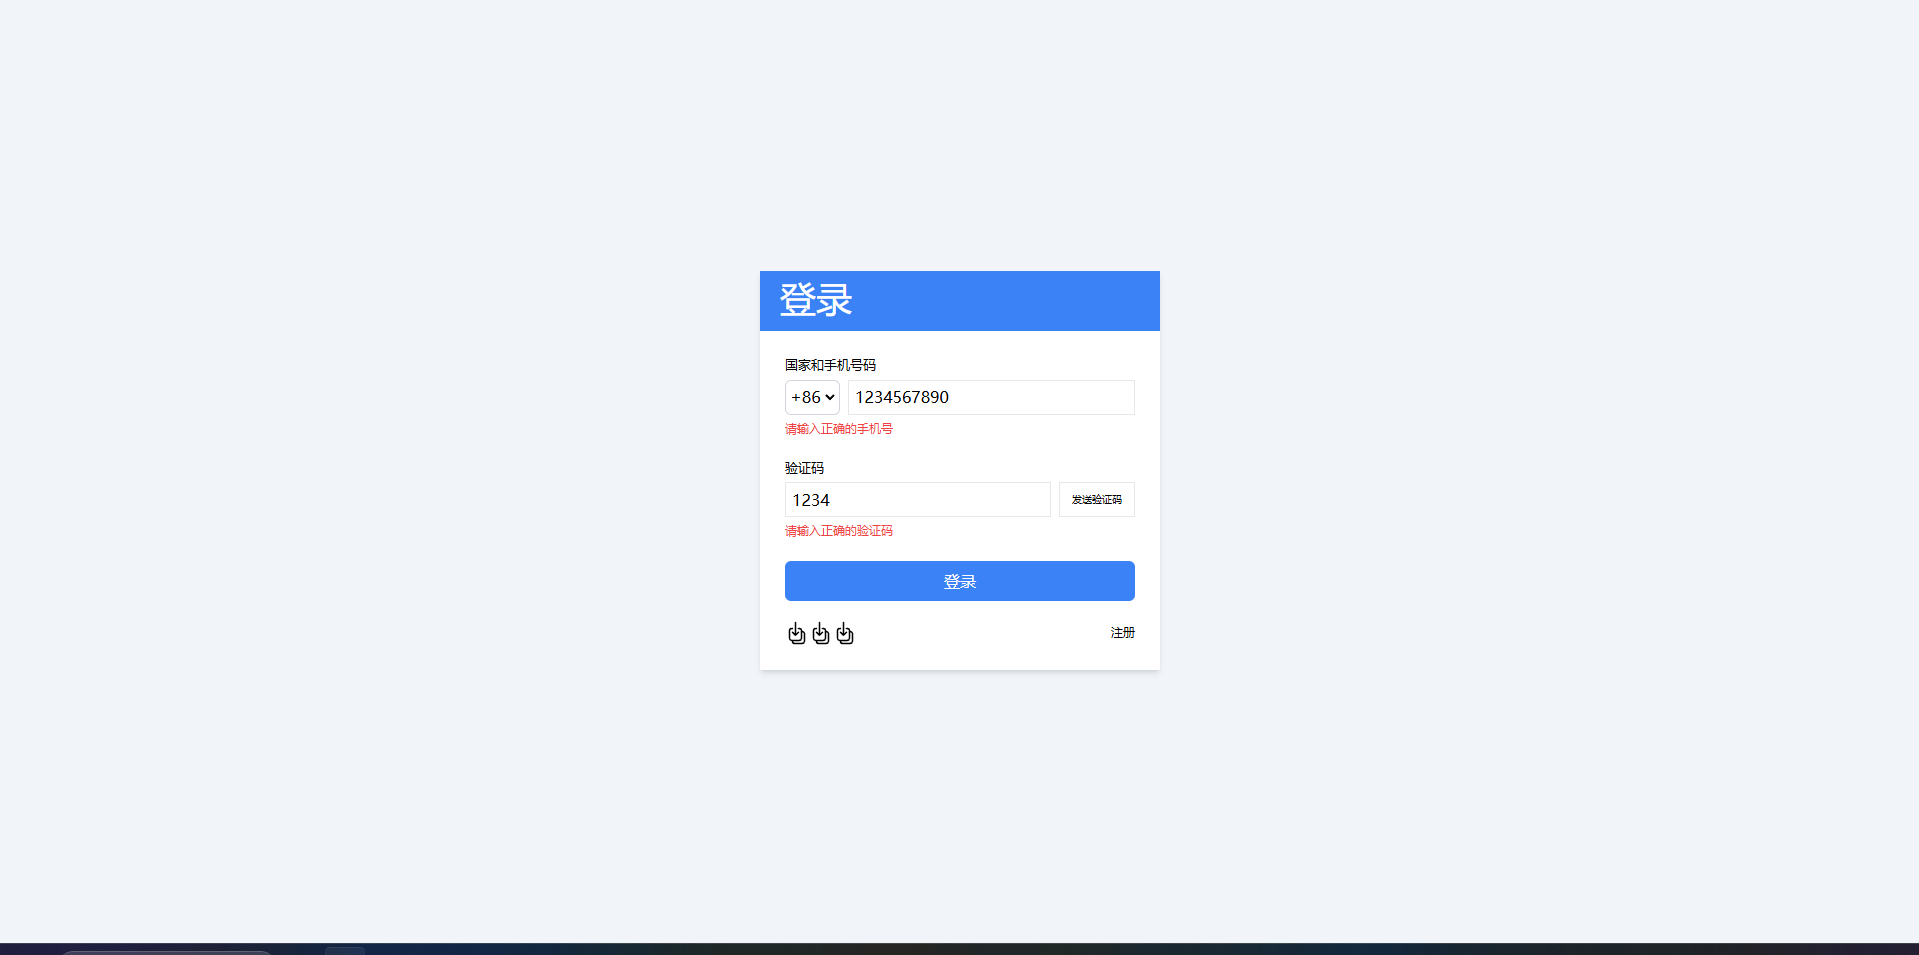 登录
国家和手机号码
+86 1234567890
请输入正确的手机号
验证码
1234 发送验证码
请输入正确的验证码
登录
注册